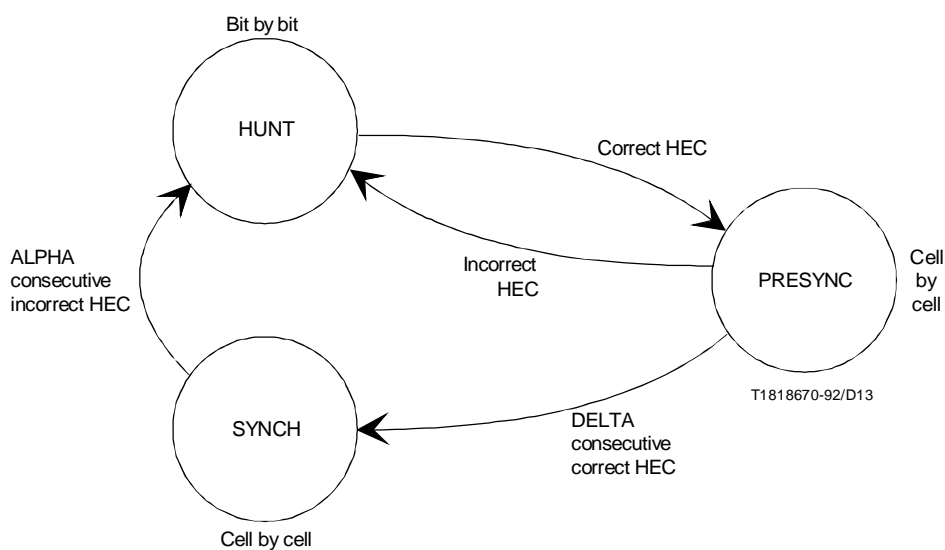 Bit by bit
HUNT
Correct HEC
ALPHA
consecutive
incorrect HEC
Incorrect
HEC
PRESYNC
Cell
by
cell
T1818670-92/D13
SYNCH
DELTA
consecutive
correct HEC
Cell by cell